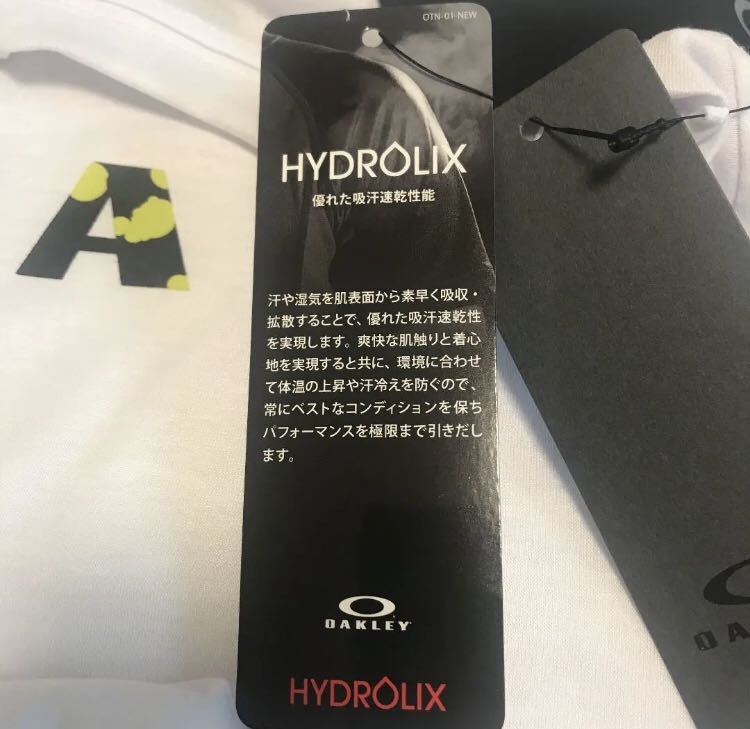 OTN-01-NEW
HYDROLIX
優れた吸汗速乾性能
A
汗や湿気を肌表面から素早く吸収・
拡散することで、優れた吸汗速乾性
を実現します。爽快な肌触りと着心
地を実現すると共に、環境に合わせ
て体温の上昇や汗冷えを防ぐので、
常にベストなコンディションを保ち
パフォーマンスを極限まで引きだし
ます。
OAKLEY
HYDROLIX
OA